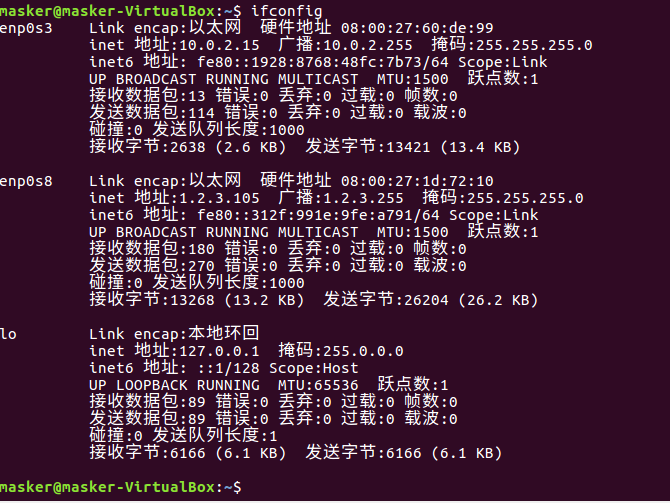 masker@masker-VirtualBox:~$ ifconfig
enp0s3    Link encap:以太网  硬件地址 08:00:27:60:de:99
          inet 地址:10.0.2.15  广播:10.0.2.255  掩码:255.255.255.0
          inet6 地址: fe80::1928:8768:48fc:7b73/64 Scope:Link
          UP BROADCAST RUNNING MULTICAST  MTU:1500  跃点数:1
          接收数据包:13 错误:0 丢弃:0 过载:0 帧数:0
          发送数据包:114 错误:0 丢弃:0 过载:0 载波:0
          碰撞:0 发送队列长度:1000
          接收字节:2638 (2.6 KB)  发送字节:13421 (13.4 KB)
enp0s8    Link encap:以太网  硬件地址 08:00:27:1d:72:10
          inet 地址:1.2.3.105  广播:1.2.3.255  掩码:255.255.255.0
          inet6 地址: fe80::312f:991e:9fe:a791/64 Scope:Link
          UP BROADCAST RUNNING MULTICAST  MTU:1500  跃点数:1
          接收数据包:180 错误:0 丢弃:0 过载:0 帧数:0
          发送数据包:270 错误:0 丢弃:0 过载:0 载波:0
          碰撞:0 发送队列长度:1000
          接收字节:13268 (13.2 KB)  发送字节:26204 (26.2 KB)
lo        Link encap:本地环回
          inet 地址:127.0.0.1  掩码:255.0.0.0
          inet6 地址: ::1/128 Scope:Host
          UP LOOPBACK RUNNING  MTU:65536  跃点数:1
          接收数据包:89 错误:0 丢弃:0 过载:0 帧数:0
          发送数据包:89 错误:0 丢弃:0 过载:0 载波:0
          碰撞:0 发送队列长度:1
          接收字节:6166 (6.1 KB)  发送字节:6166 (6.1 KB)
masker@masker-VirtualBox:~$